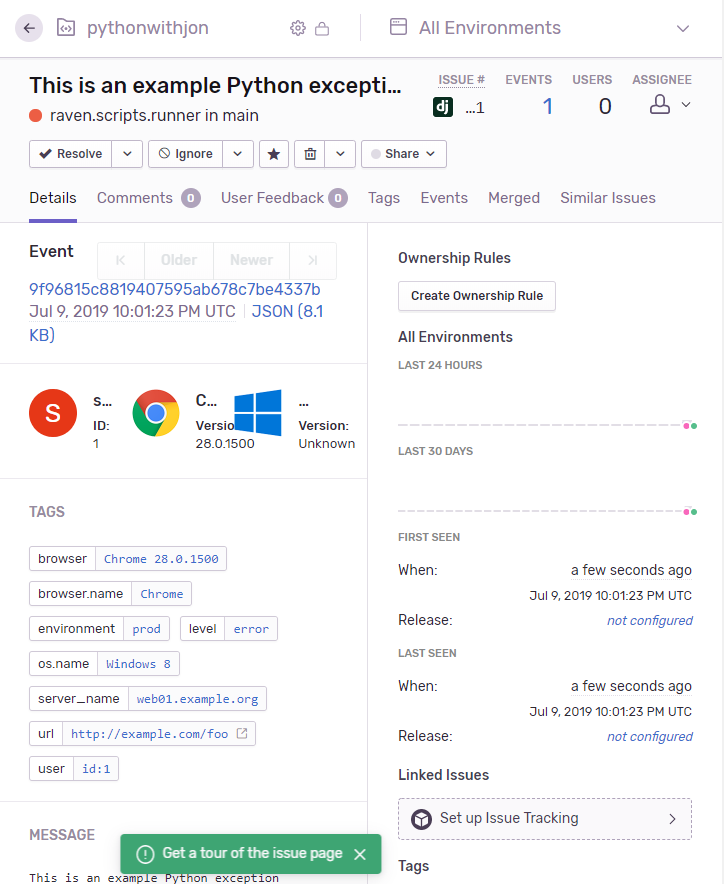 pythonwithjon
All Environments
This is an example Python excepti...
ISSUE #
EVENTS
USERS
ASSIGNEE
raven.scripts.runner in main
dj
...1
1
0
Resolve
Ignore
Share
Details
Comments 0
User Feedback 0
Tags
Events
Merged
Similar Issues
Event
Older
Newer
9f96815c8819407595ab678c7be4337b
Jul 9, 2019 10:01:23 PM UTC
JSON (8.1
KB)
S
s...
ID:
1
C...
Versio
28.0.1500
...
Version:
Unknown
TAGS
browser Chrome 28.0.1500
browser.name Chrome
environment prod
level error
os.name Windows 8
server_name web01.example.org
url http://example.com/foo
user id:1
MESSAGE
This is an example Python exception
Get a tour of the issue page
Ownership Rules
Create Ownership Rule
All Environments
LAST 24 HOURS
LAST 30 DAYS
FIRST SEEN
When: a few seconds ago
Jul 9, 2019 10:01:23 PM UTC
Release: not configured
LAST SEEN
When: a few seconds ago
Jul 9, 2019 10:01:23 PM UTC
Release: not configured
Linked Issues
Set up Issue Tracking
Tags